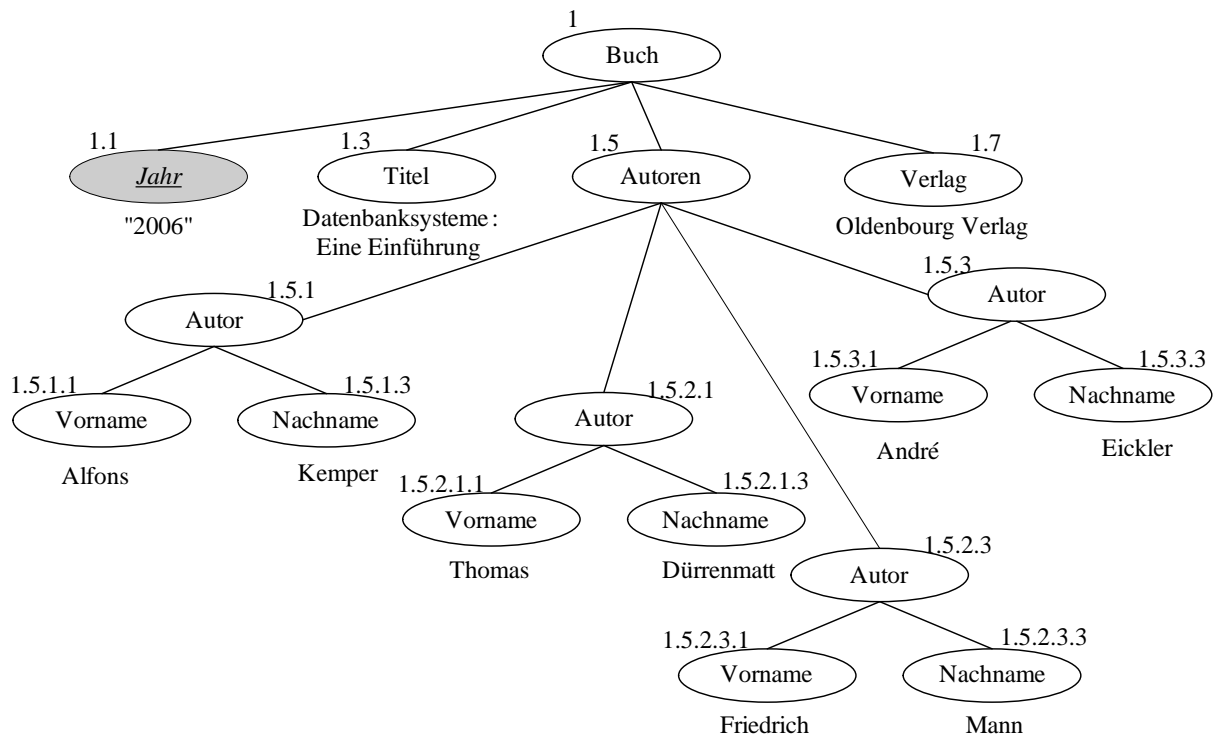 1
Buch
1.1
1.3
1.5
1.7
Jahr
Titel
Autoren
Verlag
"2006"
Datenbanksysteme:
Eine Einführung
Oldenbourg Verlag
1.5.1
Autor
1.5.3
Autor
1.5.1.1
Vorname
1.5.1.3
Nachname
Alfons
Kemper
1.5.2.1
Autor
1.5.3.1
Vorname
1.5.3.3
Nachname
André
Eickler
1.5.2.1.1
Vorname
1.5.2.1.3
Nachname
Thomas
Dürrenmatt
1.5.2.3
Autor
1.5.2.3.1
Vorname
1.5.2.3.3
Nachname
Friedrich
Mann